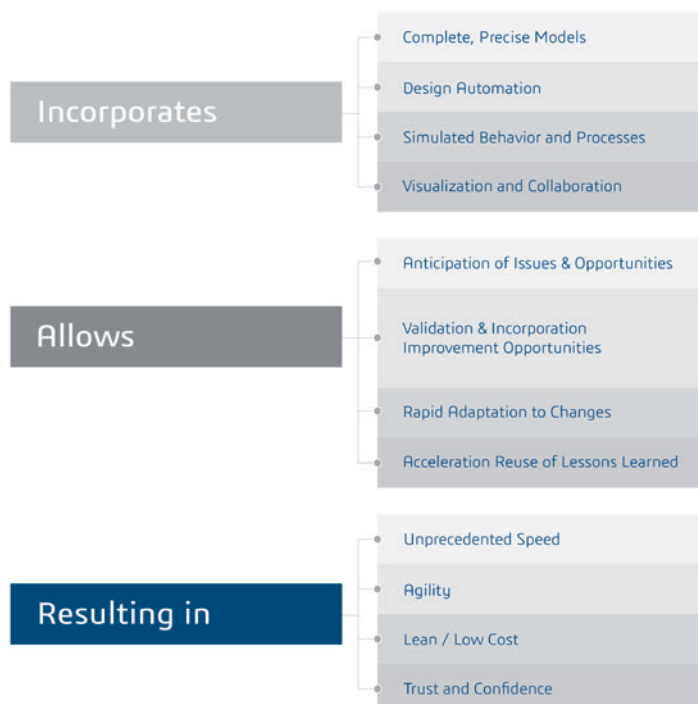 Incorporates
Complete, Precise Models
Design Automation
Simulated Behavior and Processes
Visualization and Collaboration
Allows
Anticipation of Issues & Opportunities
Validation & Incorporation
Improvement Opportunities
Rapid Adaptation to Changes
Acceleration Reuse of Lessons Learned
Resulting in
Unprecedented Speed
Agility
Lean / Low Cost
Trust and Confidence